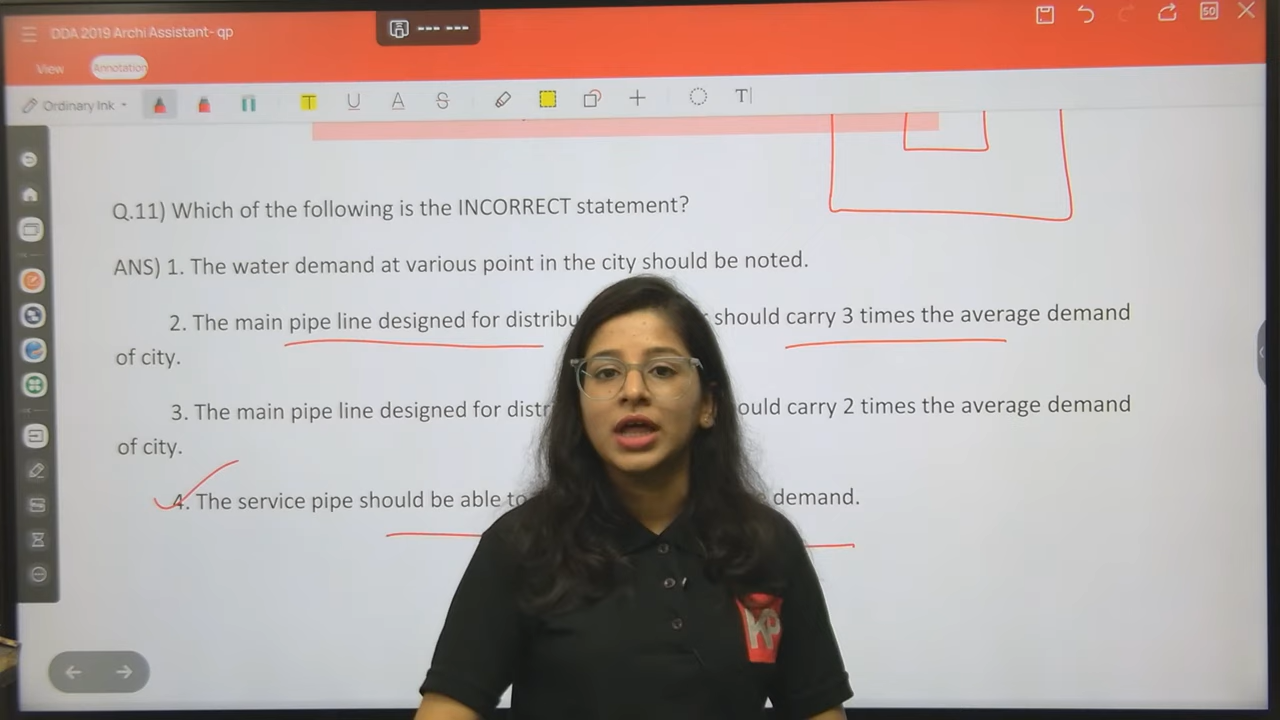 DDA 2019 Archi Assistant- qp
View Annotation
50
Ordinary Ink
T U A S T
Q.11) Which of the following is the INCORRECT statement?
ANS) 1. The water demand at various point in the city should be noted.
2. The main pipe line designed for should carry 3 times the average demand
of city.
3. The main pipe line designed for carry 2 times the average demand
of city.
4. The service pipe should be able to demand.
KP